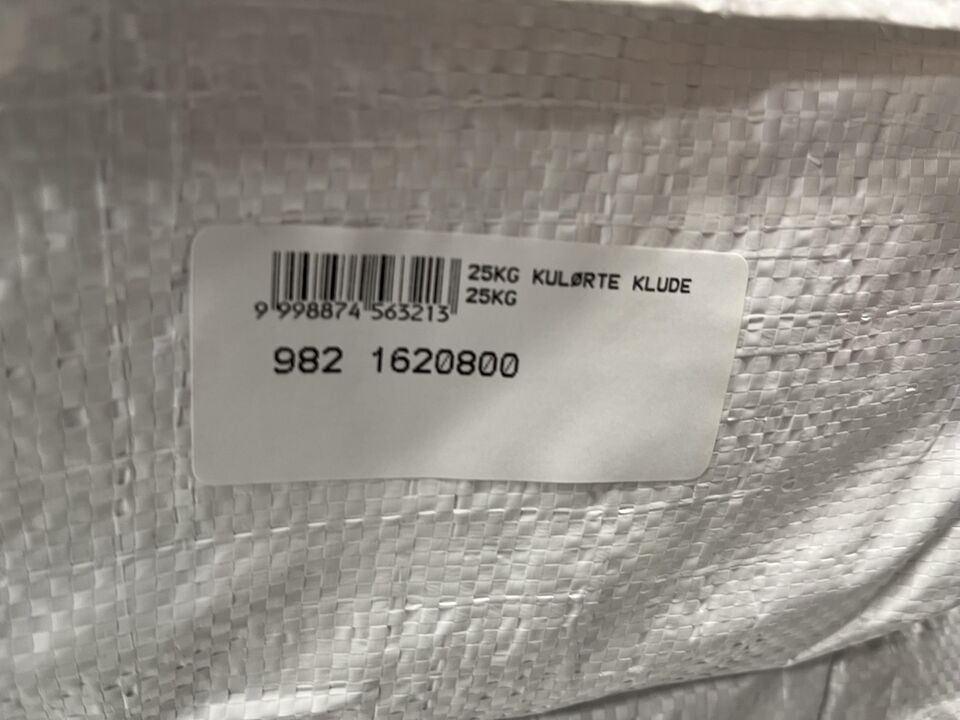 25KG KULØRTE KLUDE
25KG
9 998874 563213
982 1620800